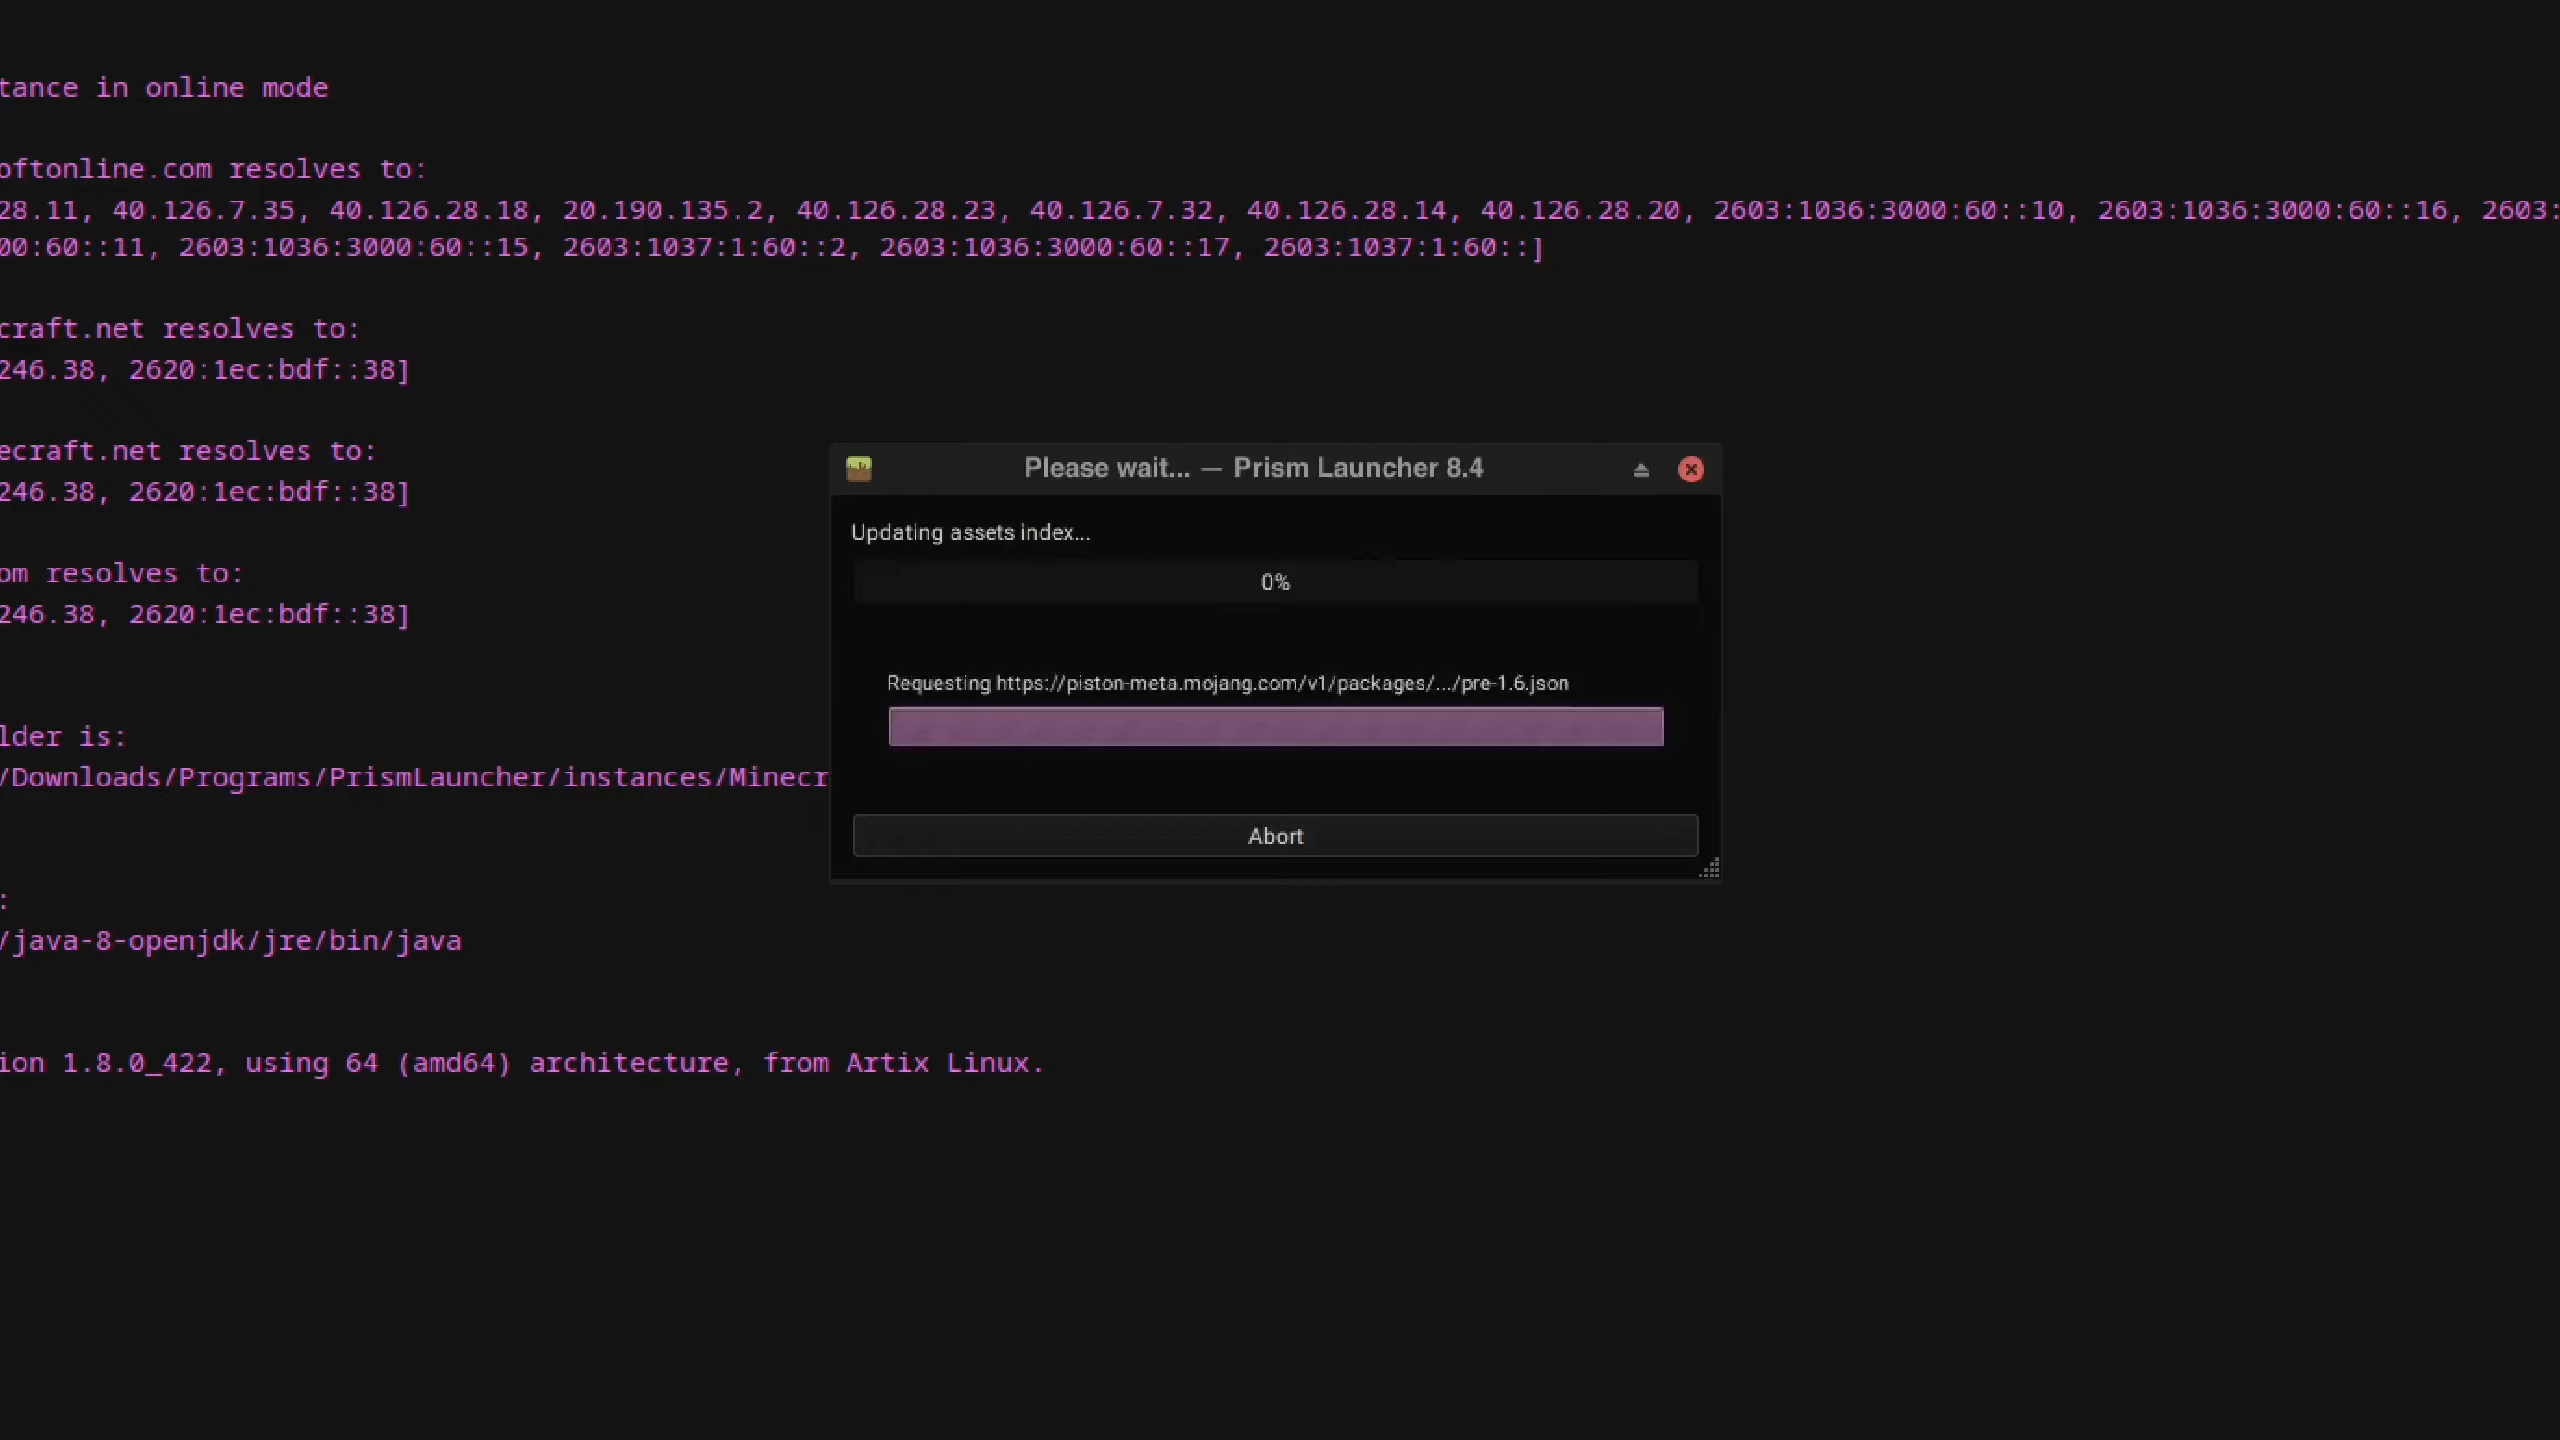 tance in online mode
oftonline.com resolves to:
28.11, 40.126.7.35, 40.126.28.18, 20.190.135.2, 40.126.28.23, 40.126.7.32, 40.126.28.14, 40.126.28.20, 2603:1036:3000:60::10, 2603:1036:3000:60::16, 2603:
00:60::11, 2603:1036:3000:60::15, 2603:1037:1:60::2, 2603:1036:3000:60::17, 2603:1037:1:60::]
craft.net resolves to:
246.38, 2620:1ec:bdf::38]
ecraft.net resolves to:
246.38, 2620:1ec:bdf::38]
om resolves to:
246.38, 2620:1ec:bdf::38]
lder is:
/Downloads/Programs/PrismLauncher/instances/Minecr
:
/java-8-openjdk/jre/bin/java
ion 1.8.0_422, using 64 (amd64) architecture, from Artix Linux.
Please wait... — Prism Launcher 8.4
Updating assets index...
0%
Requesting https://piston-meta.mojang.com/v1/packages/.../pre-1.6.json
Abort